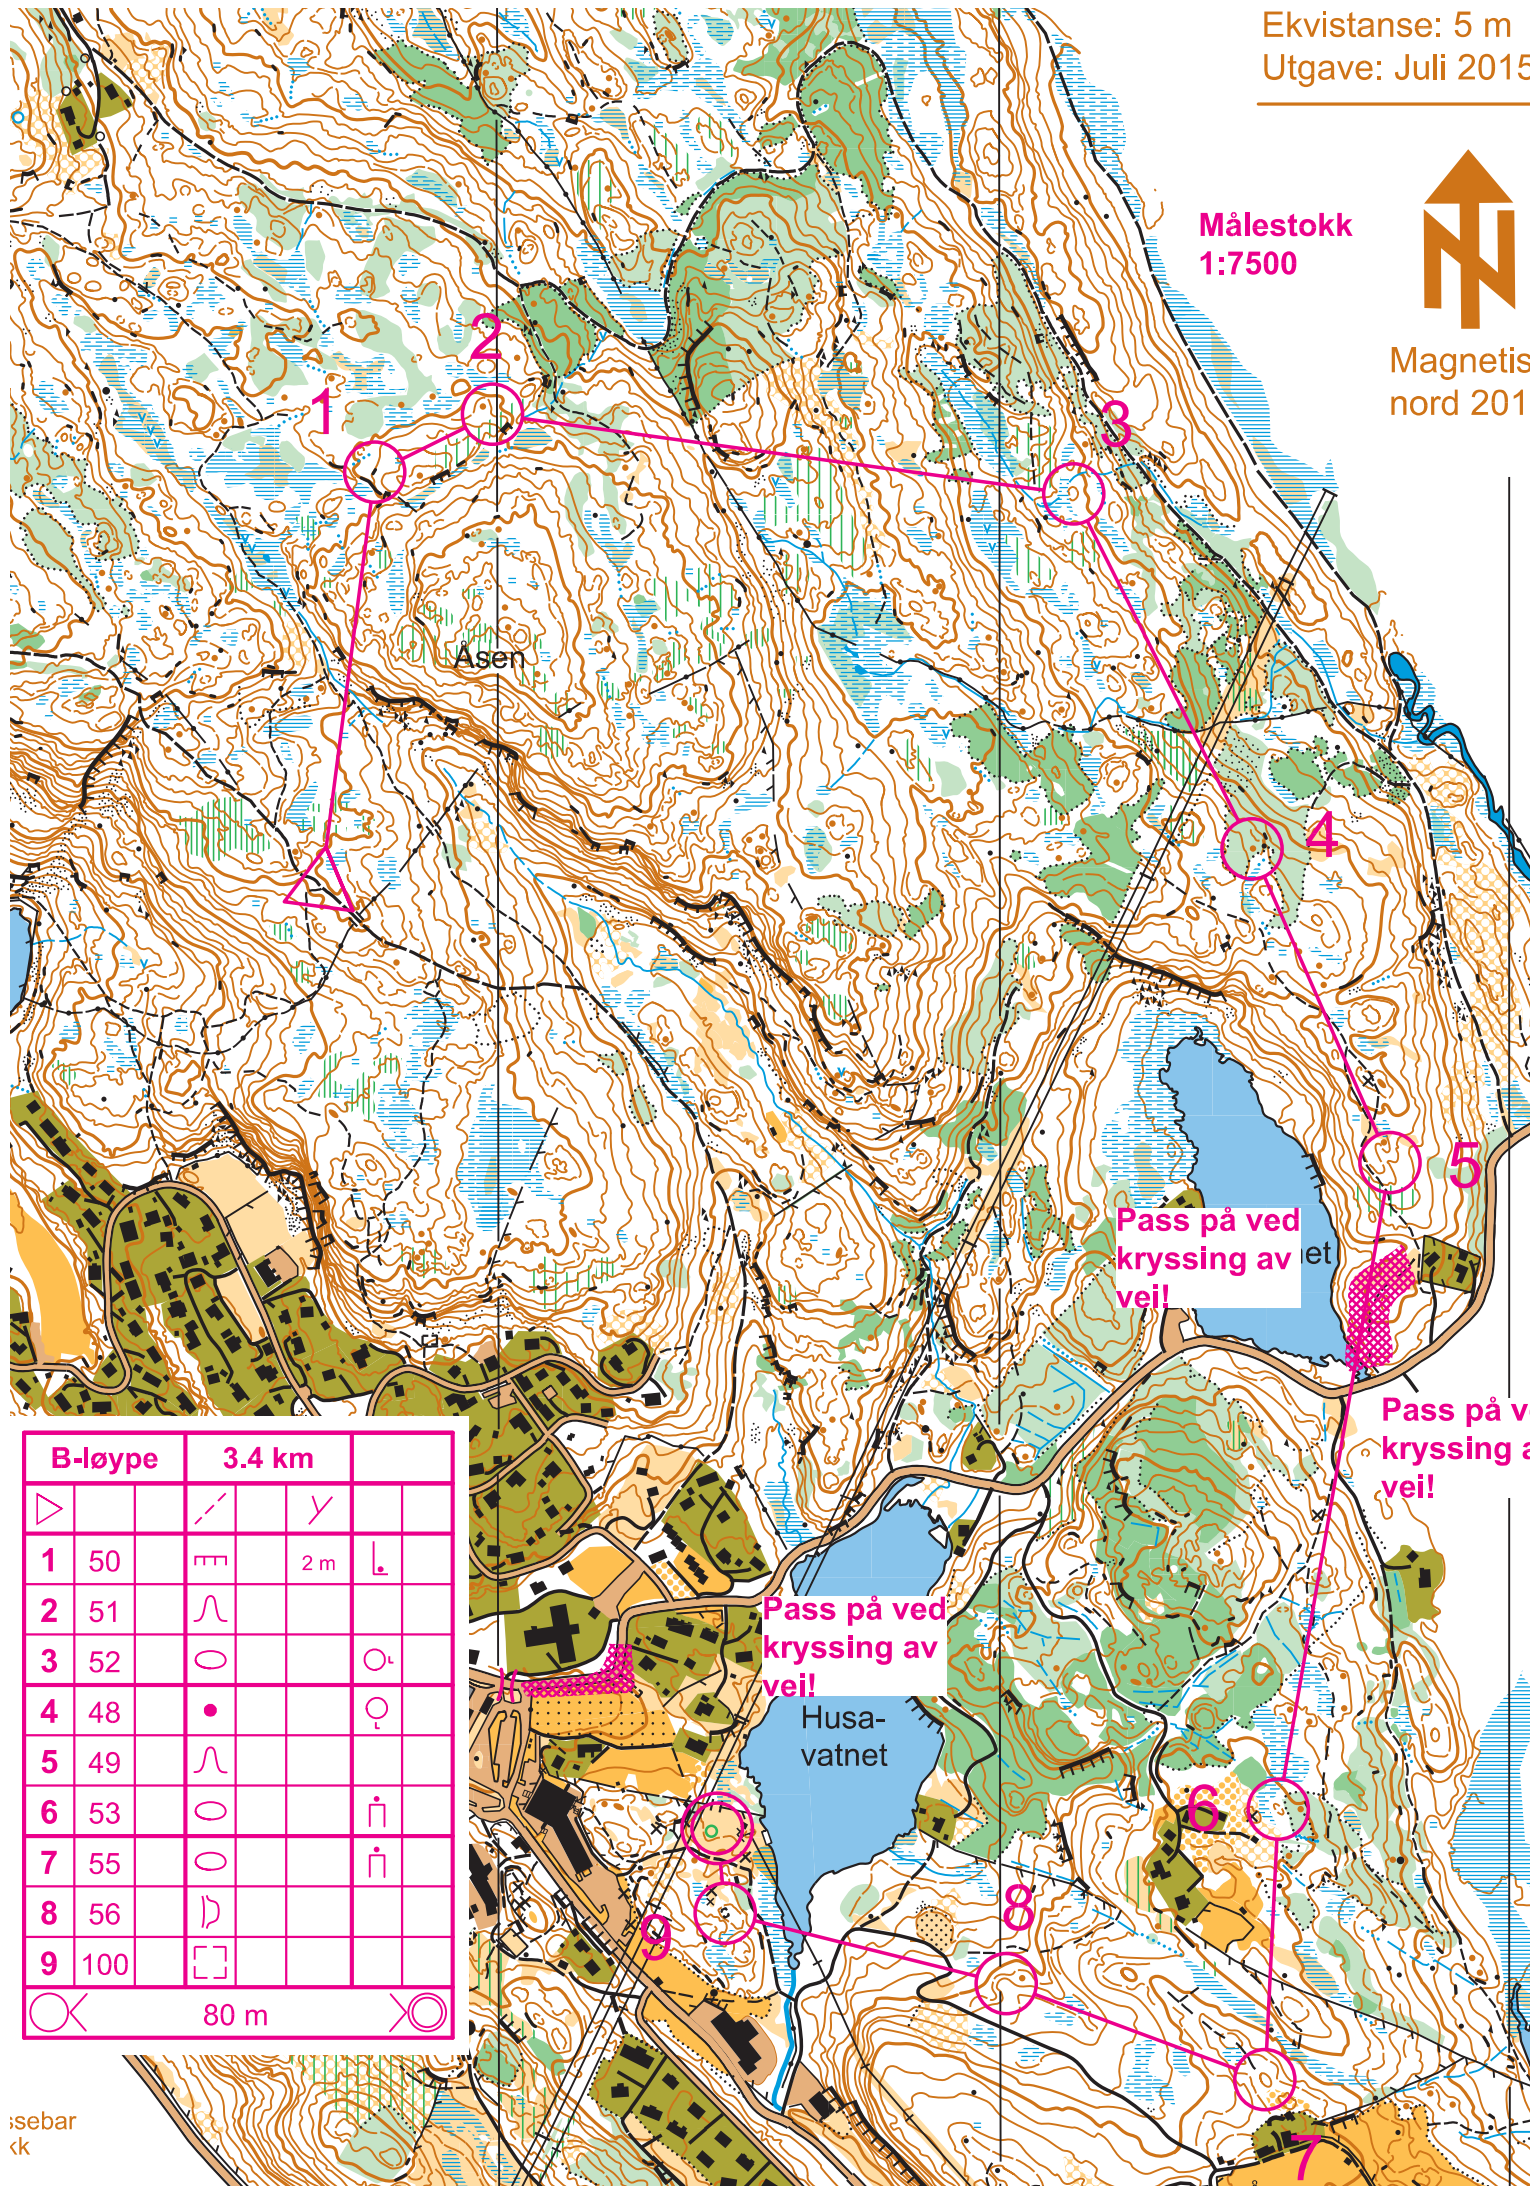 Ekvistanse: 5 m
Utgave: Juli 2015
Målestokk
1:7500
N
Magnetis
nord 201
1
2
3
Åsen
4
5
Pass på ved
kryssing av
vei!
et
Pass på v
kryssing a
vei!
Pass på ved
kryssing av
vei!
Husa-
vatnet
6
8
9
7
B-løype 3.4 km
1 50 2 m
2 51
3 52
4 48
5 49
6 53
7 55
8 56
9 100
80 m
ssebar
kk